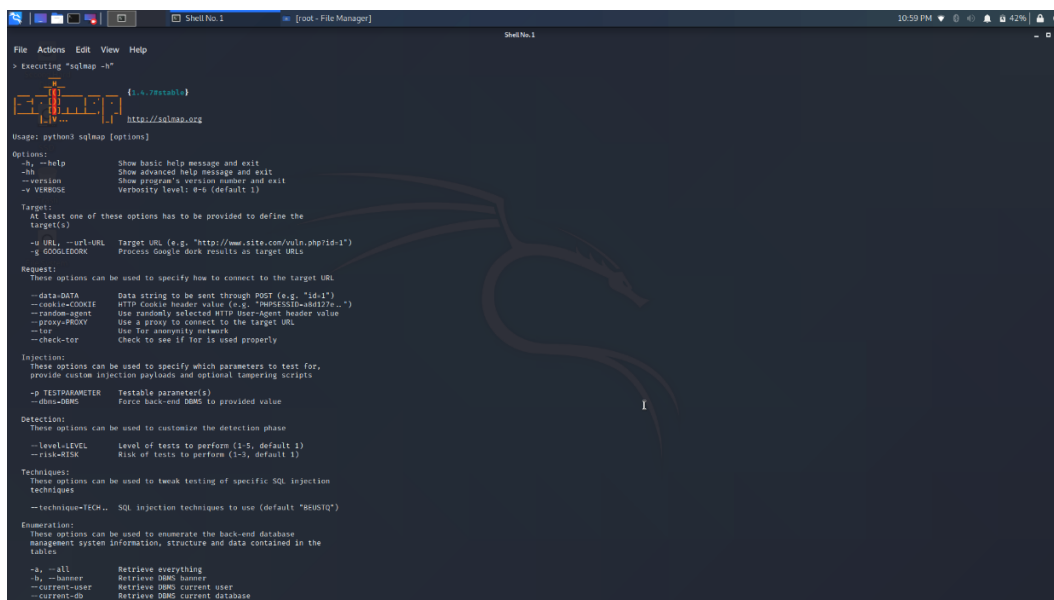 Shell No. 1
[root - File Manager]
10:59 PM
42%
Shell No.1
File Actions Edit View Help
> Executing "sqlmap -h"
{1.4.7#stable}
http://sqlmap.org
Usage: python3 sqlmap [options]
Options:
-h, --help Show basic help message and exit
-hh Show advanced help message and exit
--version Show program's version number and exit
-v VERBOSE Verbosity level: 0-6 (default 1)
Target:
At least one of these options has to be provided to define the
target(s)
-u URL, --url=URL Target URL (e.g. "http://www.site.com/vuln.php?id=1")
-g GOOGLEDORK Process Google dork results as target URLs
Request:
These options can be used to specify how to connect to the target URL
--data=DATA Data string to be sent through POST (e.g. "id=1")
--cookie=COOKIE HTTP Cookie header value (e.g. "PHPSESSID=a8d127e..")
--random-agent Use randomly selected HTTP User-Agent header value
--proxy=PROXY Use a proxy to connect to the target URL
--tor Use Tor anonymity network
--check-tor Check to see if Tor is used properly
Injection:
These options can be used to specify which parameters to test for,
provide custom injection payloads and optional tampering scripts
-p TESTPARAMETER Testable parameter(s)
--dbms=DBMS Force back-end DBMS to provided value
Detection:
These options can be used to customize the detection phase
--level=LEVEL Level of tests to perform (1-5, default 1)
--risk=RISK Risk of tests to perform (1-3, default 1)
Techniques:
These options can be used to tweak testing of specific SQL injection
techniques
--technique=TECH.. SQL injection techniques to use (default "BEUSTQ")
Enumeration:
These options can be used to enumerate the back-end database
management system information, structure and data contained in the
tables
-a, --all Retrieve everything
-b, --banner Retrieve DBMS banner
--current-user Retrieve DBMS current user
--current-db Retrieve DBMS current database